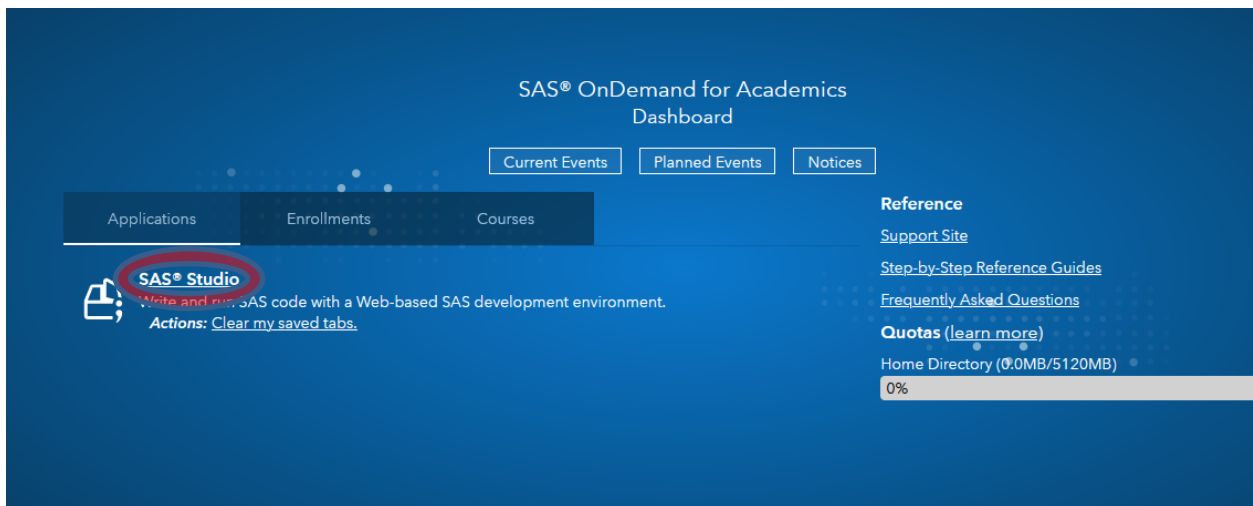 SAS® OnDemand for Academics
Dashboard
Current Events
Planned Events
Notices
Applications
Enrollments
Courses
SAS® Studio
Write and run SAS code with a Web-based SAS development environment.
Actions: Clear my saved tabs.
Reference
Support Site
Step-by-Step Reference Guides
Frequently Asked Questions
Quotas (learn more)
Home Directory (0.0MB/5120MB)
0%